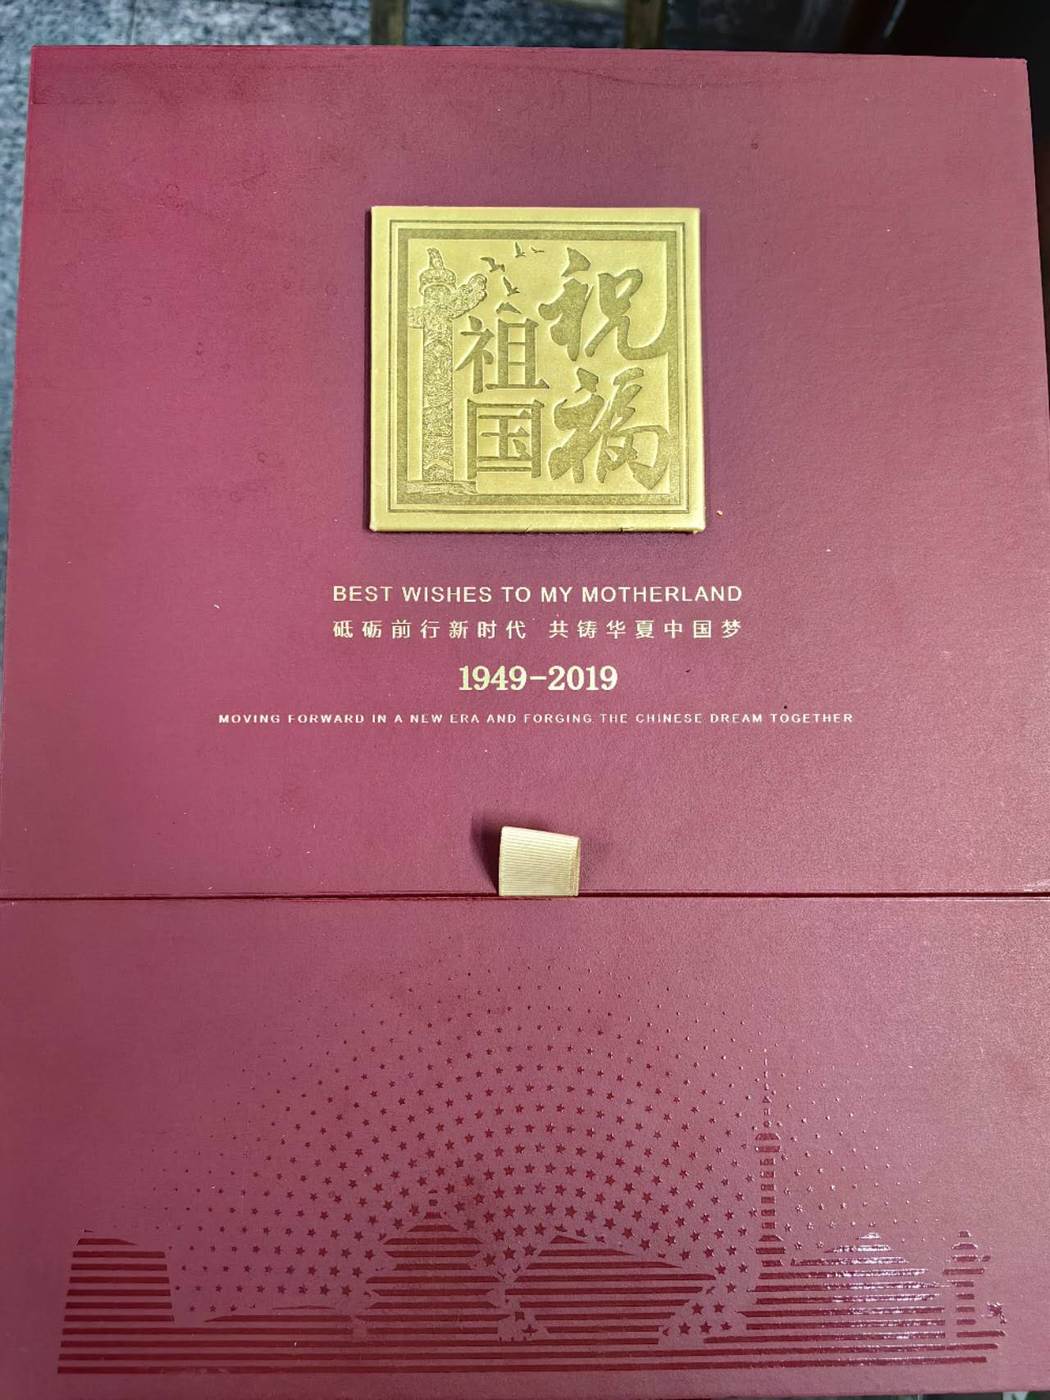 祝福
祖国
BEST WISHES TO MY MOTHERLAND
砥砺前行新时代 共铸华夏中国梦
1949-2019
MOVING FORWARD IN A NEW ERA AND FORGING THE CHINESE DREAM TOGETHER